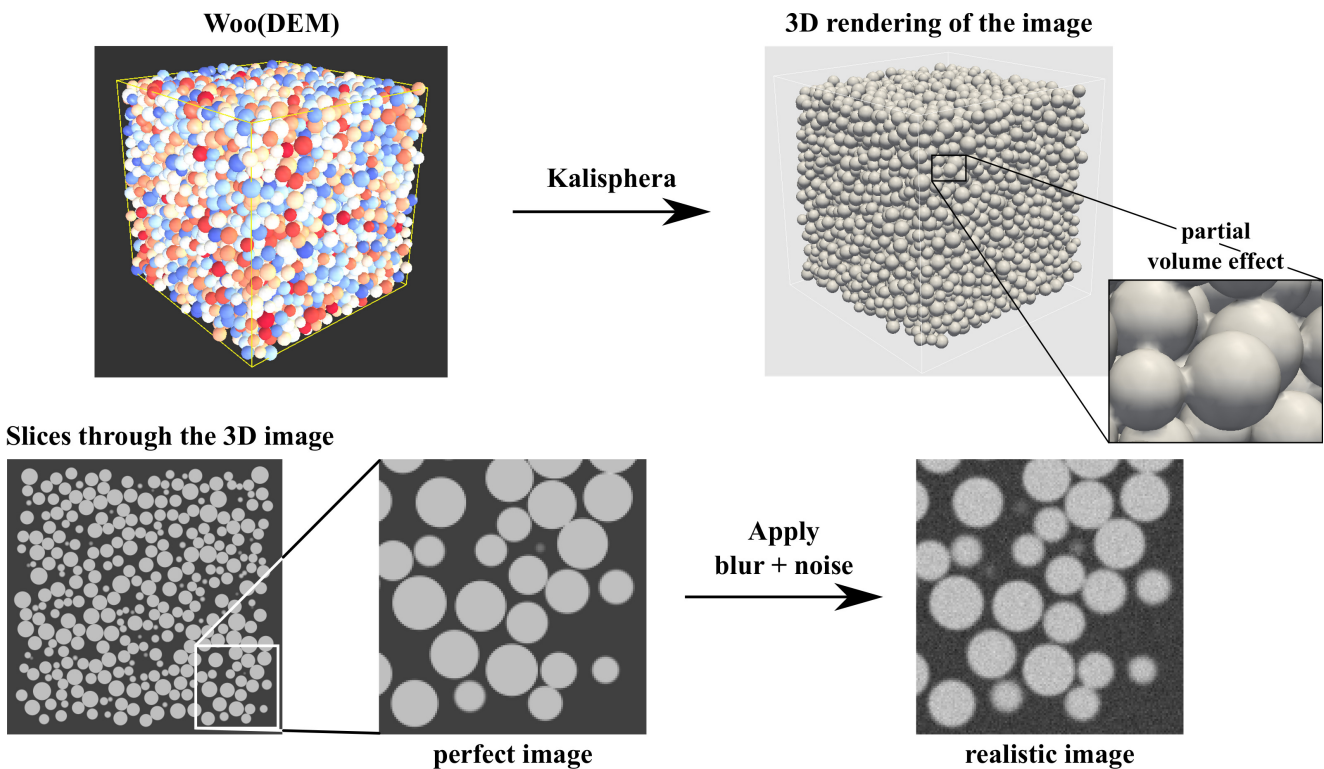 Woo(DEM)
3D rendering of the image
Kalisphera
partial
volume effect
Slices through the 3D image
Apply
blur + noise
perfect image
realistic image